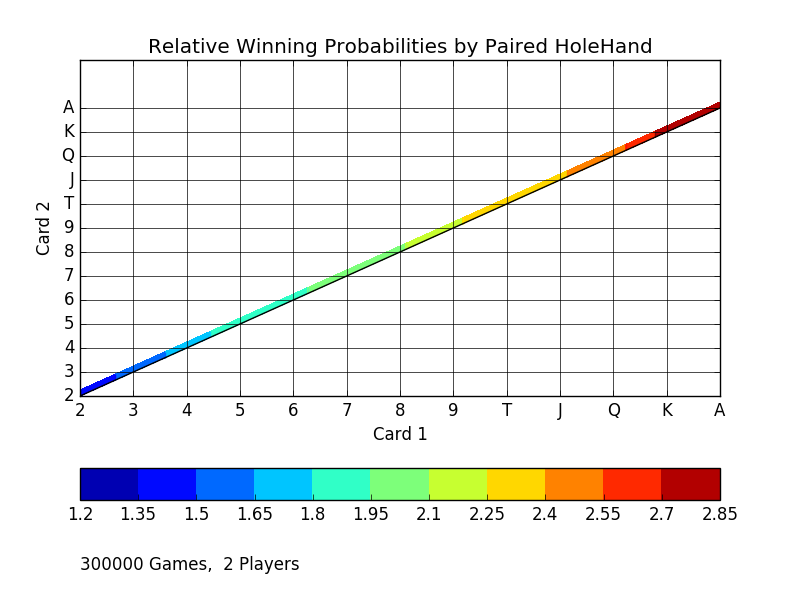 Relative Winning Probabilities by Paired HoleHand
A
K
Q
J
T
9
8
7
6
5
4
3
2
Card 2
2 3 4 5 6 7 8 9 T J Q K A
Card 1
1.2 1.35 1.5 1.65 1.8 1.95 2.1 2.25 2.4 2.55 2.7 2.85
300000 Games,  2 Players